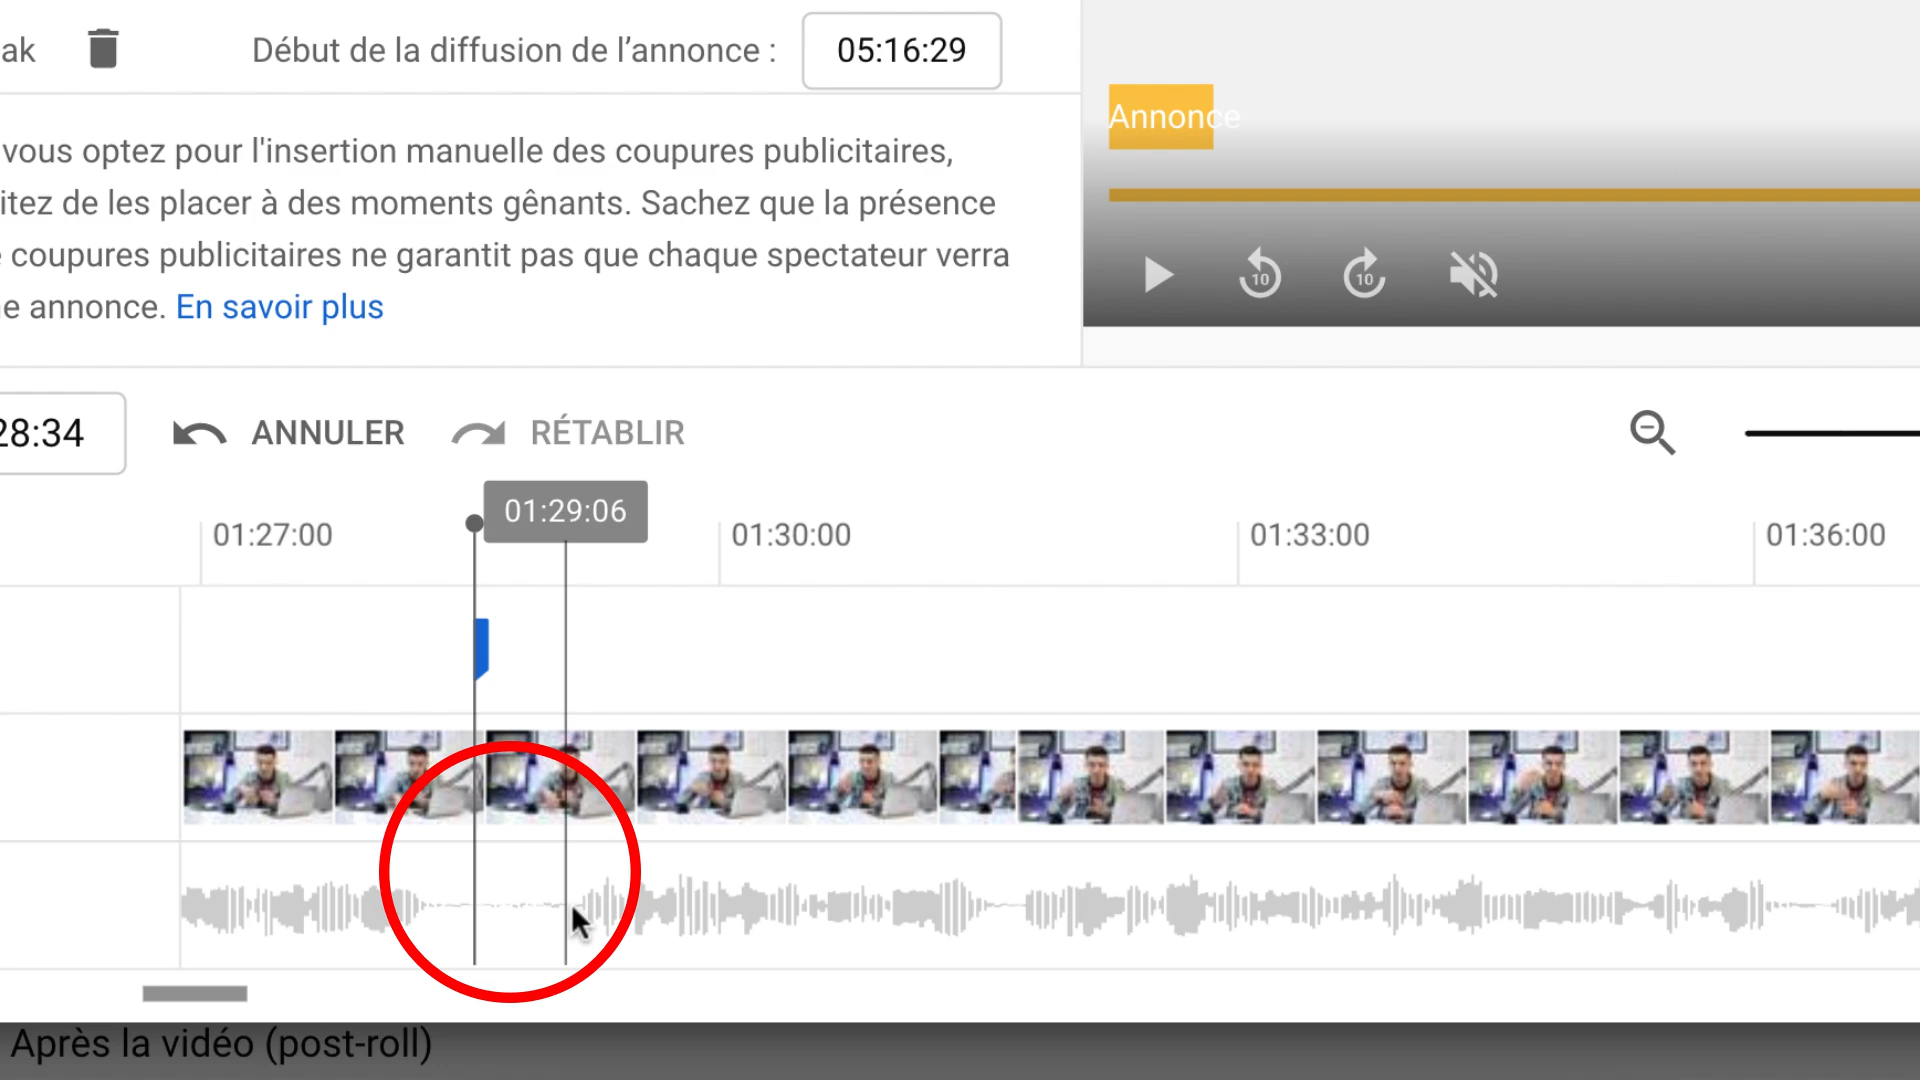 ak
Début de la diffusion de l’annonce :
05:16:29
Annonce
vous optez pour l'insertion manuelle des coupures publicitaires,
itez de les placer à des moments gênants. Sachez que la présence
coupures publicitaires ne garantit pas que chaque spectateur verra
e annonce. En savoir plus
10
10
28:34
ANNULER
RÉTABLIR
01:29:06
01:27:00
01:30:00
01:33:00
01:36:00
Après la vidéo (post-roll)